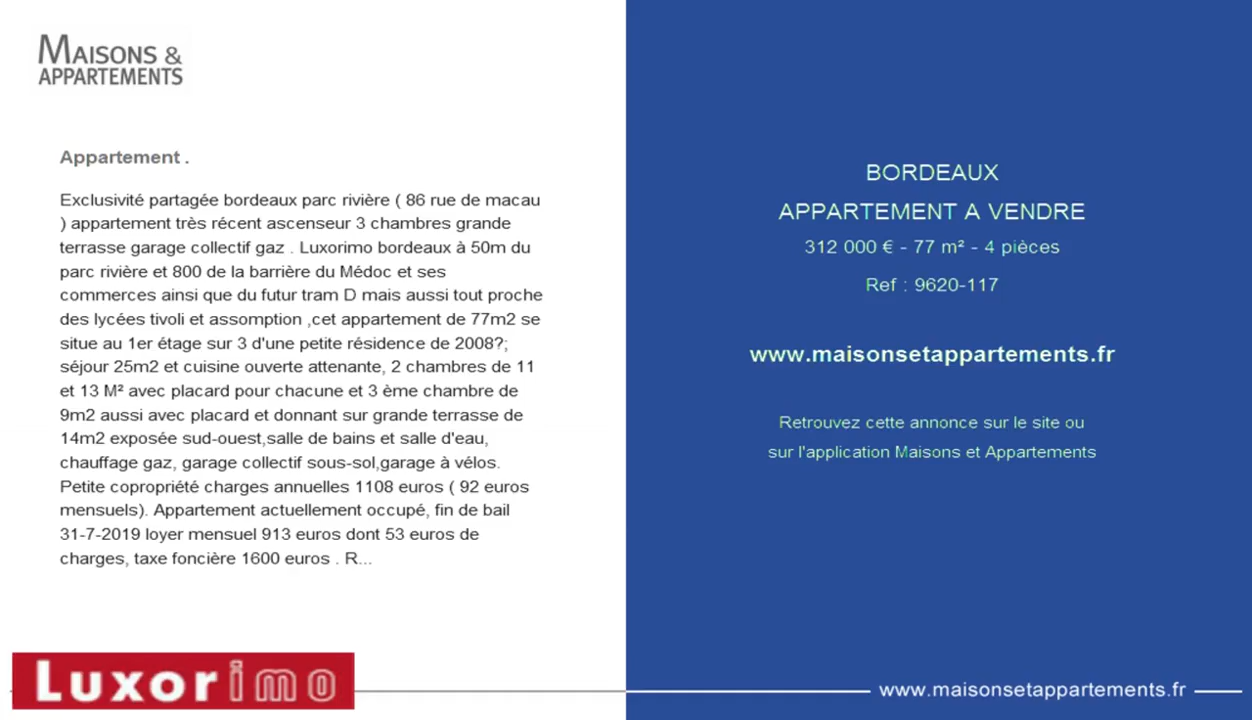 MAISONS &
APPARTEMENTS
Appartement .
Exclusivité partagée bordeaux parc rivière ( 86 rue de macau
) appartement très récent ascenseur 3 chambres grande
terrasse garage collectif gaz . Luxorimo bordeaux à 50m du
parc rivière et 800 de la barrière du Médoc et ses
commerces ainsi que du futur tram D mais aussi tout proche
des lycées tivoli et assomption ,cet appartement de 77m2 se
situe au 1er étage sur 3 d'une petite résidence de 2008?;
séjour 25m2 et cuisine ouverte attenante, 2 chambres de 11
et 13 M² avec placard pour chacune et 3 ème chambre de
9m2 aussi avec placard et donnant sur grande terrasse de
14m2 exposée sud-ouest,salle de bains et salle d'eau,
chauffage gaz, garage collectif sous-sol,garage à vélos.
Petite copropriété charges annuelles 1108 euros ( 92 euros
mensuels). Appartement actuellement occupé, fin de bail
31-7-2019 loyer mensuel 913 euros dont 53 euros de
charges, taxe foncière 1600 euros . R...
Luxorimo
BORDEAUX
APPARTEMENT A VENDRE
312 000 € - 77 m² - 4 pièces
Ref : 9620-117
www.maisonsetappartements.fr
Retrouvez cette annonce sur le site ou
sur l'application Maisons et Appartements
www.maisonsetappartements.fr